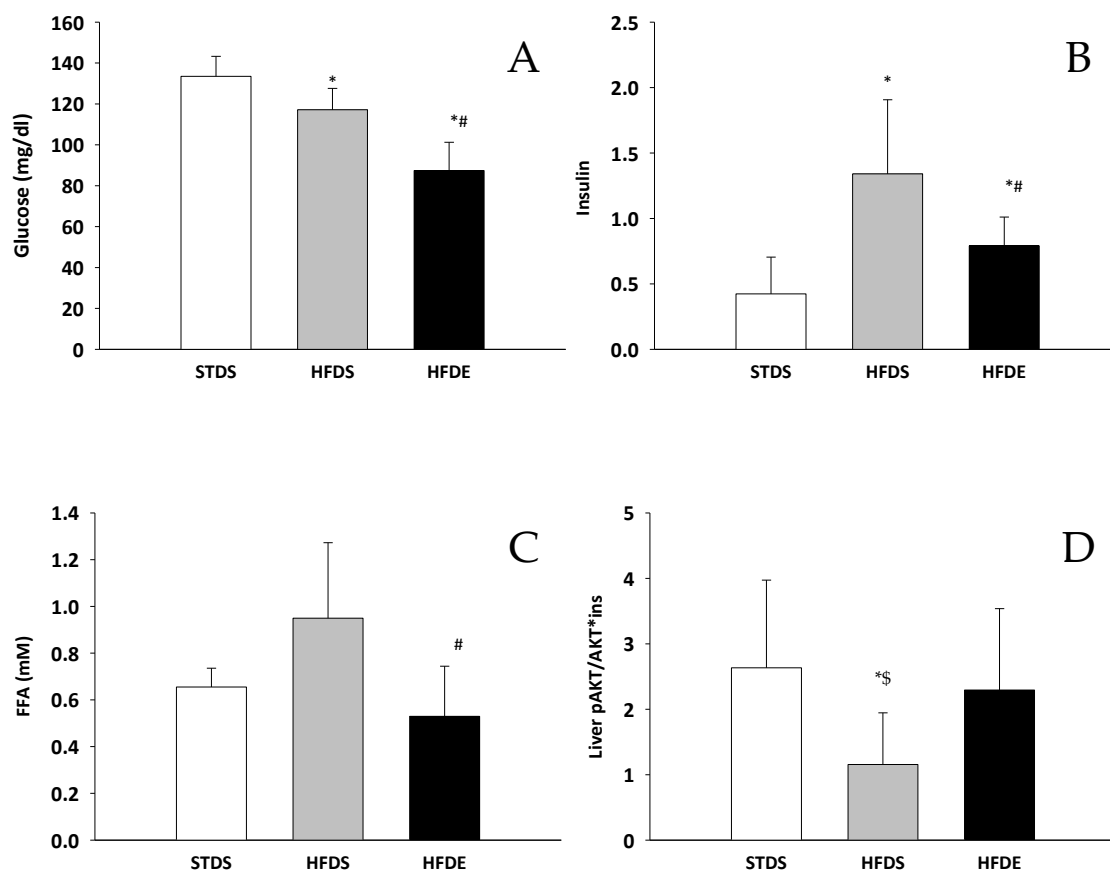 A
Glucose (mg/dl)
160
140
120
100
80
60
40
20
0
*
*#
STDS HFDS HFDE
B
Insulin
2.5
2.0
1.5
1.0
0.5
0.0
*
*#
STDS HFDS HFDE
C
FFA (mM)
1.4
1.2
1.0
0.8
0.6
0.4
0.2
0.0
#
STDS HFDS HFDE
D
Liver pAKT/AKT*ins
5
4
3
2
1
0
*$
STDS HFDS HFDE